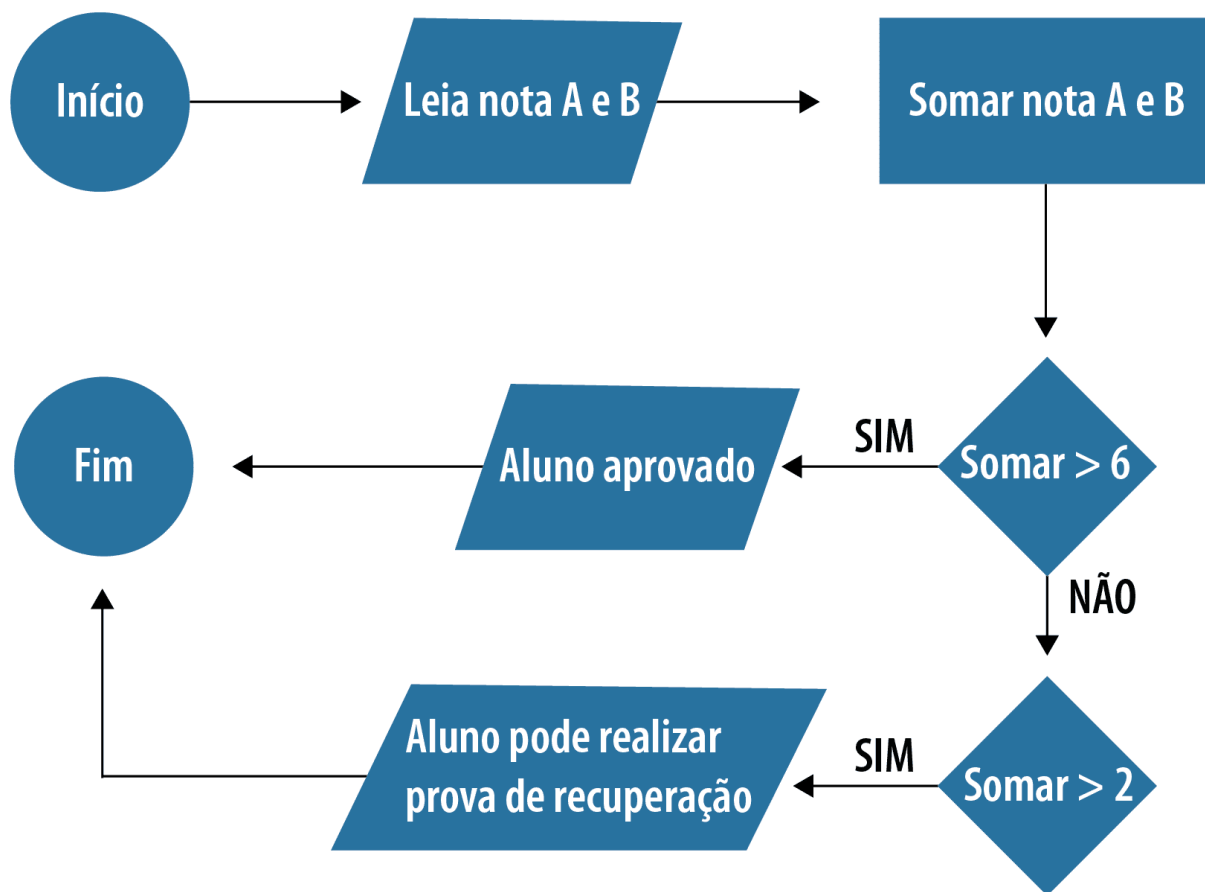 Início
Leia nota A e B
Somar nota A e B
Somar > 6
SIM
Aluno aprovado
Fim
NÃO
Somar > 2
SIM
Aluno pode realizar
prova de recuperação